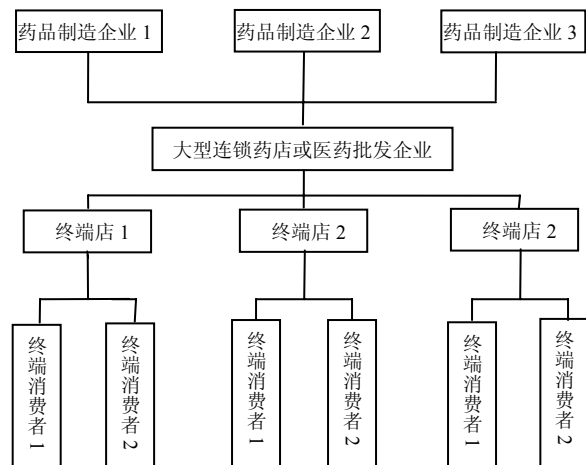 药品制造企业 1
药品制造企业 2
药品制造企业 3
大型连锁药店或医药批发企业
终端店 1
终端店 2
终端店 2
终端消费者 1
终端消费者 2
终端消费者 1
终端消费者 2
终端消费者 1
终端消费者 2